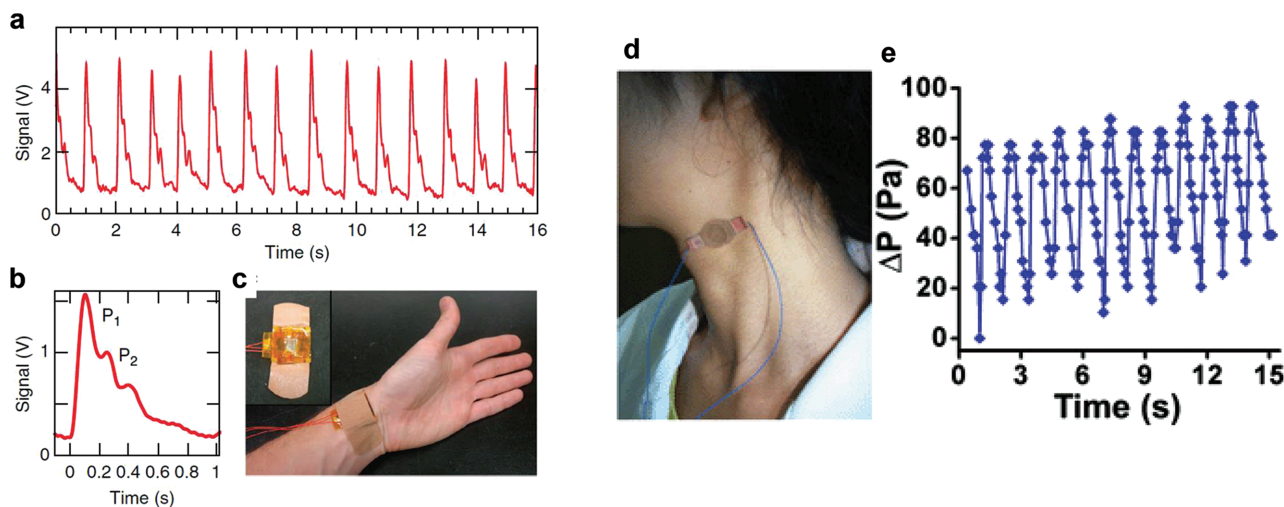 a
Signal (V)
4
2
0
0 2 4 6 8 10 12 14 16
Time (s)
b
Signal (V)
1
0
P1
P2
0 0.2 0.4 0.6 0.8 1
Time (s)
c
d
e
ΔP (Pa)
100
80
60
40
20
0
0 3 6 9 12 15
Time (s)